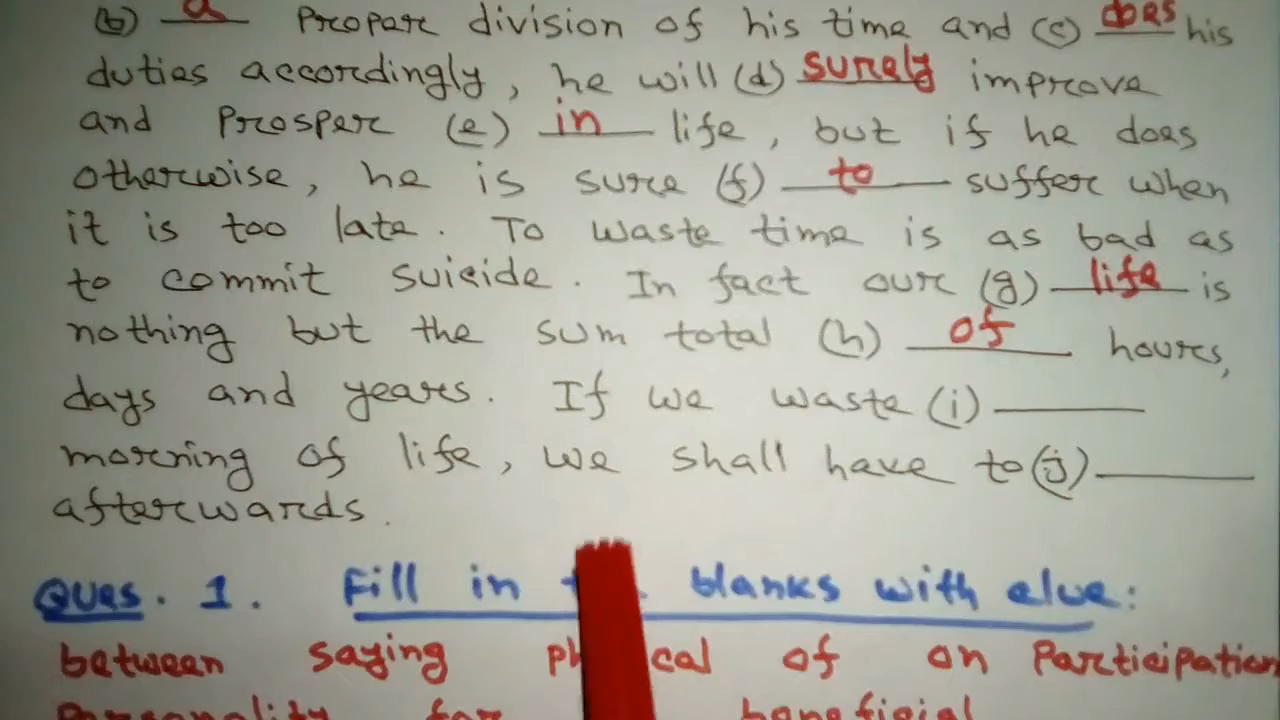 (b) a Proper division of his time and (c) does his
duties accordingly, he will (d) surely improve
and Prosper (e) in life, but if he does
otherwise, he is sure (f) to suffer when
it is too late. To waste time is as bad as
to commit suicide. In fact our (g) life is
nothing but the sum total (h) of hours,
days and years. If we waste (i) ____
morning of life, we shall have to (j) ____
afterwards.
Ques. 1. Fill in blanks with clue:
between saying of on Participation
Personality for beneficial